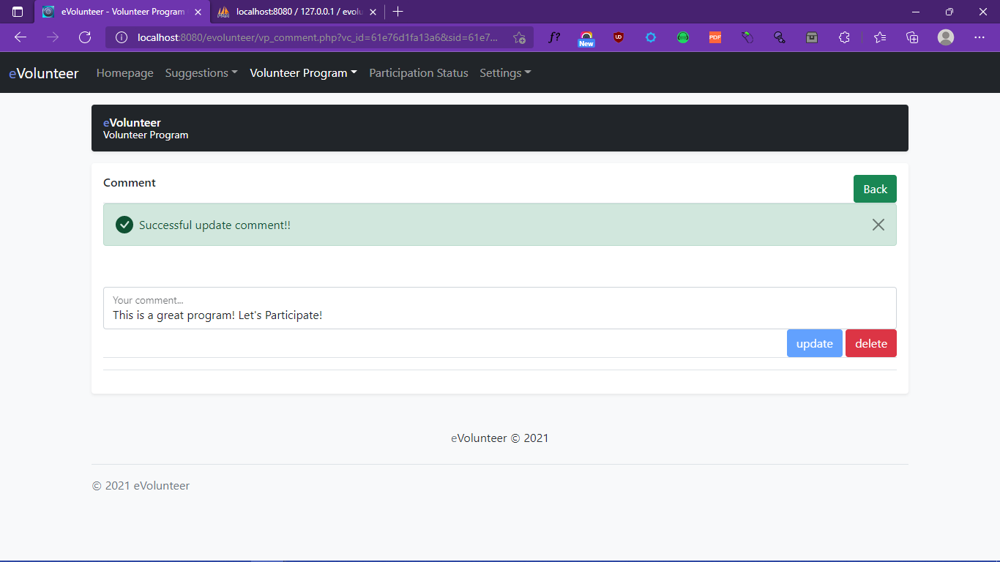 eVolunteer - Volunteer Program
localhost:8080 / 127.0.0.1 / evolu
localhost:8080/evolunteer/vp_comment.php?vc_id=61e76d1fa13a6&sid=61e7...
f?
New
UD
PDF
eVolunteer Homepage Suggestions Volunteer Program Participation Status Settings
eVolunteer
Volunteer Program
Comment
Back
Successful update comment!!
Your comment...
This is a great program! Let's Participate!
update delete
eVolunteer © 2021
© 2021 eVolunteer